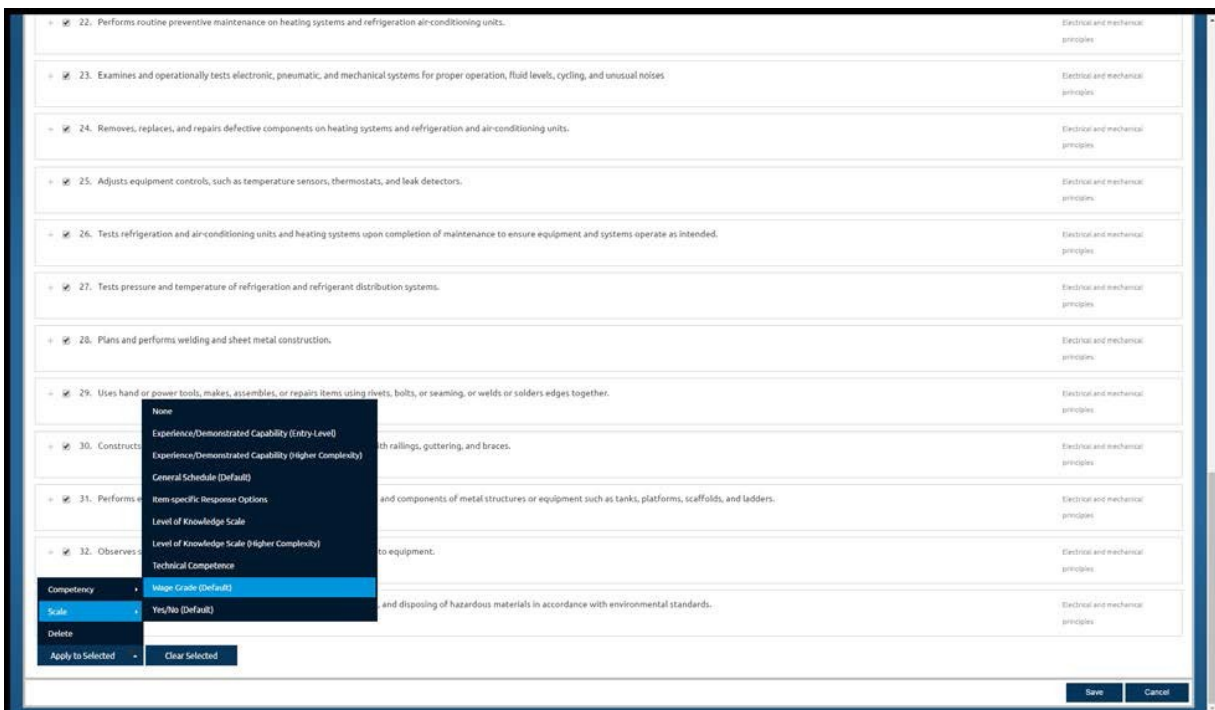 22. Performs routine preventive maintenance on heating systems and refrigeration air-conditioning units.
Electrical and mechanical
principles
23. Examines and operationally tests electronic, pneumatic, and mechanical systems for proper operation, fluid levels, cycling, and unusual noises
Electrical and mechanical
principles
24. Removes, replaces, and repairs defective components on heating systems and refrigeration and air-conditioning units.
Electrical and mechanical
principles
25. Adjusts equipment controls, such as temperature sensors, thermostats, and leak detectors.
Electrical and mechanical
principles
26. Tests refrigeration and air-conditioning units and heating systems upon completion of maintenance to ensure equipment and systems operate as intended.
Electrical and mechanical
principles
27. Tests pressure and temperature of refrigeration and refrigerant distribution systems.
Electrical and mechanical
principles
28. Plans and performs welding and sheet metal construction.
Electrical and mechanical
principles
29. Uses hand or power tools, makes, assembles, or repairs items using rivets, bolts, or seaming, or welds or solders edges together.
Electrical and mechanical
principles
None
Experience/Demonstrated Capability (Entry-Level)
30. Constructs
ith railings, guttering, and braces.
Electrical and mechanical
principles
Experience/Demonstrated Capability (Higher Complexity)
General Schedule (Default)
31. Performs e
Item-specific Response Options
and components of metal structures or equipment such as tanks, platforms, scaffolds, and ladders.
Electrical and mechanical
principles
Level of Knowledge Scale
Level of Knowledge Scale (Higher Complexity)
32. Observes s
to equipment.
Electrical and mechanical
principles
Technical Competence
Competency
Wage Grade (Default)
Scale
Yes/No (Default)
, and disposing of hazardous materials in accordance with environmental standards.
Electrical and mechanical
principles
Delete
Apply to Selected
Clear Selected
Save
Cancel